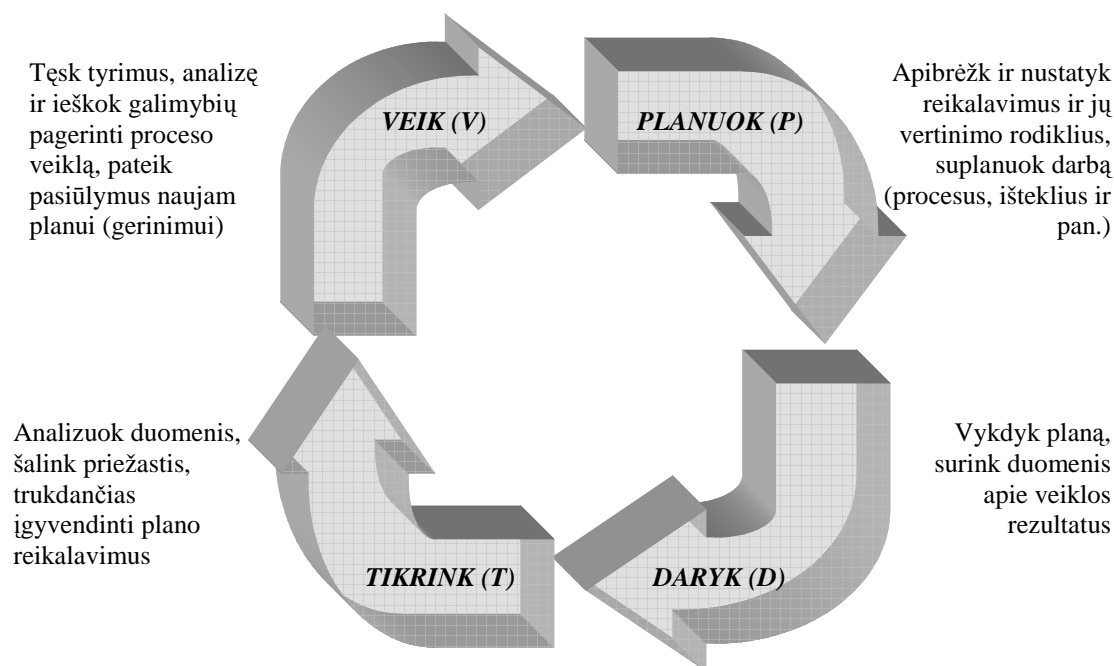 Tęsk tyrimus, analizę
ir ieškok galimybių
pagerinti proceso
veiklą, pateik
pasiūlymus naujam
planui (gerinimui)
VEIK (V)
PLANUOK (P)
Apibrėžk ir nustatyk
reikalavimus ir jų
vertinimo rodiklius,
suplanuok darbą
(procesus, išteklius ir
pan.)
Analizuok duomenis,
šalink priežastis,
trukdančias
įgyvendinti plano
reikalavimus
TIKRINK (T)
DARYK (D)
Vykdyk planą,
surink duomenis
apie veiklos
rezultatus